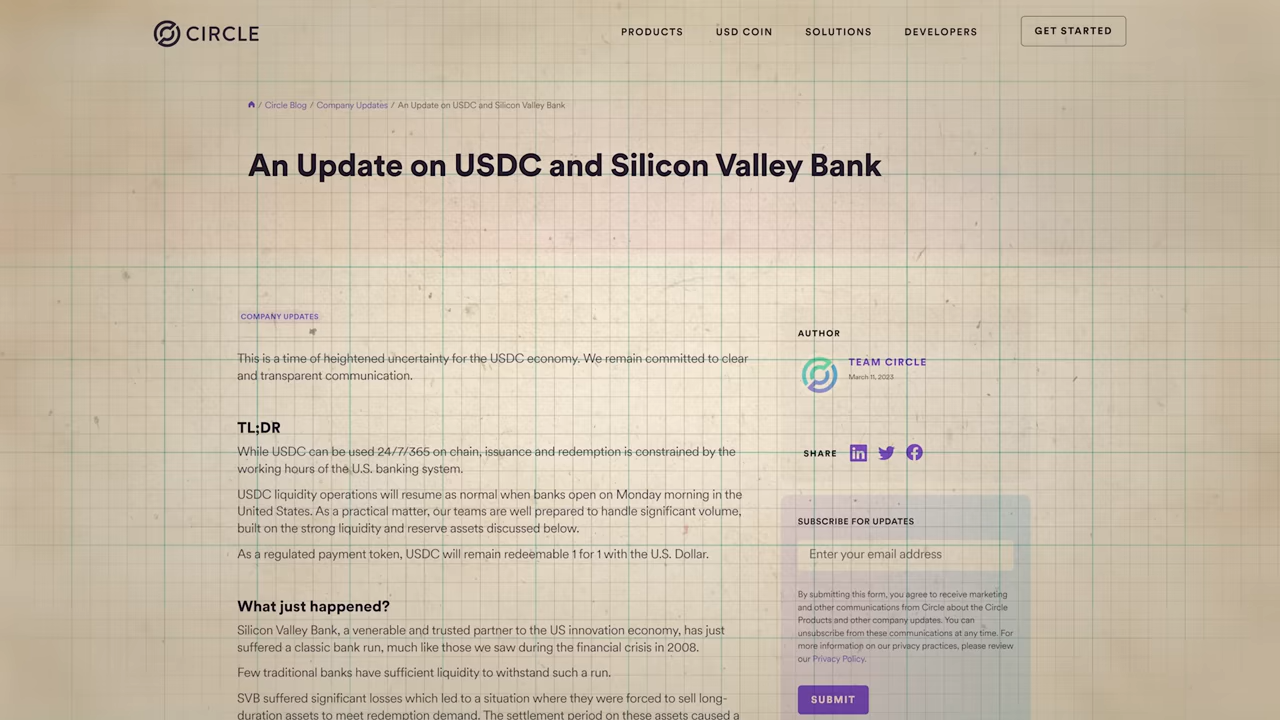 CIRCLE
PRODUCTS USD COIN SOLUTIONS DEVELOPERS GET STARTED
/ Circle Blog / Company Updates / An Update on USDC and Silicon Valley Bank
An Update on USDC and Silicon Valley Bank
COMPANY UPDATES
This is a time of heightened uncertainty for the USDC economy. We remain committed to clear
and transparent communication.
TL;DR
While USDC can be used 24/7/365 on chain, issuance and redemption is constrained by the
working hours of the U.S. banking system.
USDC liquidity operations will resume as normal when banks open on Monday morning in the
United States. As a practical matter, our teams are well prepared to handle significant volume,
built on the strong liquidity and reserve assets discussed below.
As a regulated payment token, USDC will remain redeemable 1 for 1 with the U.S. Dollar.
What just happened?
Silicon Valley Bank, a venerable and trusted partner to the US innovation economy, has just
suffered a classic bank run, much like those we saw during the financial crisis in 2008.
Few traditional banks have sufficient liquidity to withstand such a run.
SVB suffered significant losses which led to a situation where they were forced to sell long-
duration assets to meet redemption demand. The settlement period on these assets caused a
AUTHOR
TEAM CIRCLE
March 11, 2023
SHARE
SUBSCRIBE FOR UPDATES
Enter your email address
By submitting this form, you agree to receive marketing
and other communications from Circle about the Circle
Products and other company updates. You can
unsubscribe from these communications at any time. For
more information on our privacy practices, please review
our Privacy Policy.
SUBMIT